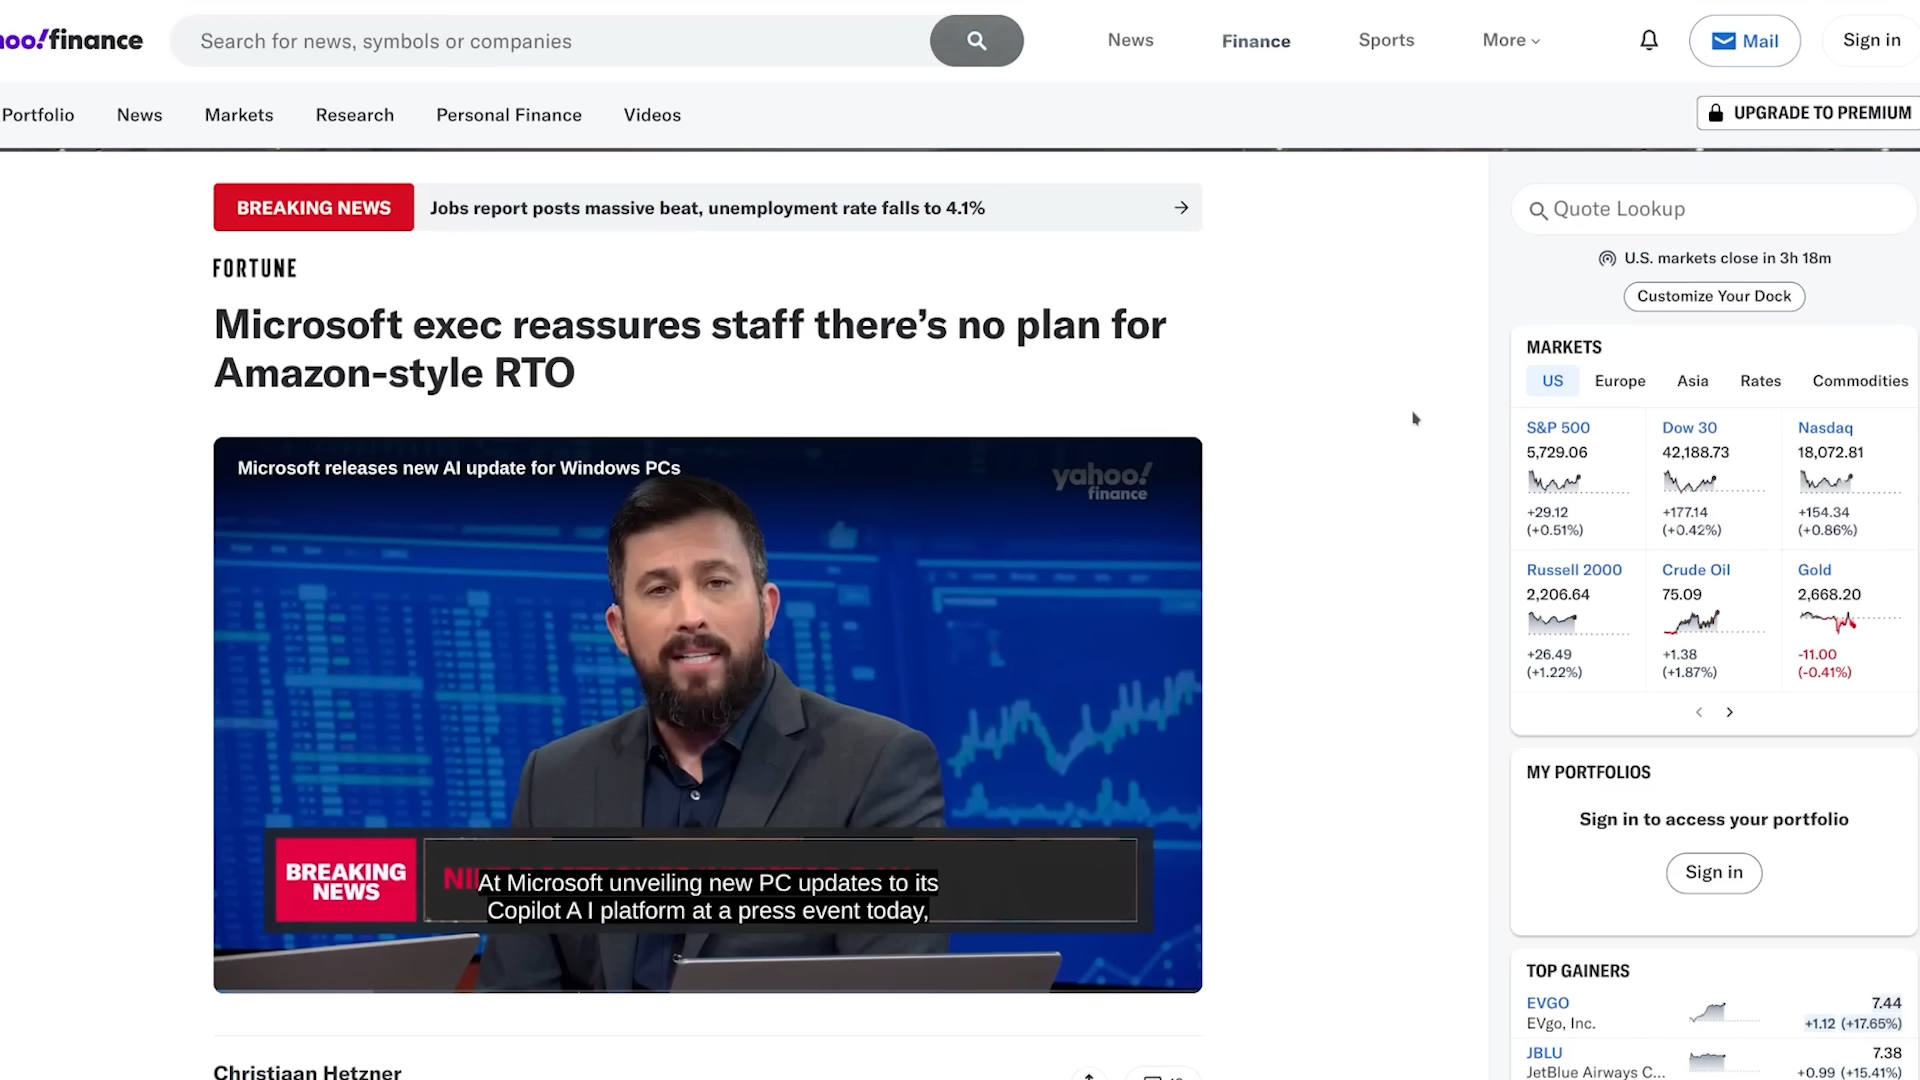 oo!finance
Search for news, symbols or companies
News
Finance
Sports
More
Mail
Sign in
Portfolio
News
Markets
Research
Personal Finance
Videos
UPGRADE TO PREMIUM
BREAKING NEWS
Jobs report posts massive beat, unemployment rate falls to 4.1%
FORTUNE
Microsoft exec reassures staff there's no plan for
Amazon-style RTO
Microsoft releases new AI update for Windows PCs
yahoo!
finance
BREAKING
NEWS
At Microsoft unveiling new PC updates to its
Copilot A I platform at a press event today,
Christiaan Hetzner
Quote Lookup
U.S. markets close in 3h 18m
Customize Your Dock
MARKETS
US
Europe
Asia
Rates
Commodities
S&P 500
5,729.06
+29.12
(+0.51%)
Dow 30
42,188.73
+177.14
(+0.42%)
Nasdaq
18,072.81
+154.34
(+0.86%)
Russell 2000
2,206.64
+26.49
(+1.22%)
Crude Oil
75.09
+1.38
(+1.87%)
Gold
2,668.20
-11.00
(-0.41%)
MY PORTFOLIOS
Sign in to access your portfolio
Sign in
TOP GAINERS
EVGO
7.44
EVgo, Inc.
+1.12 (+17.65%)
JBLU
7.38
JetBlue Airways C...
+0.99 (+15.41%)